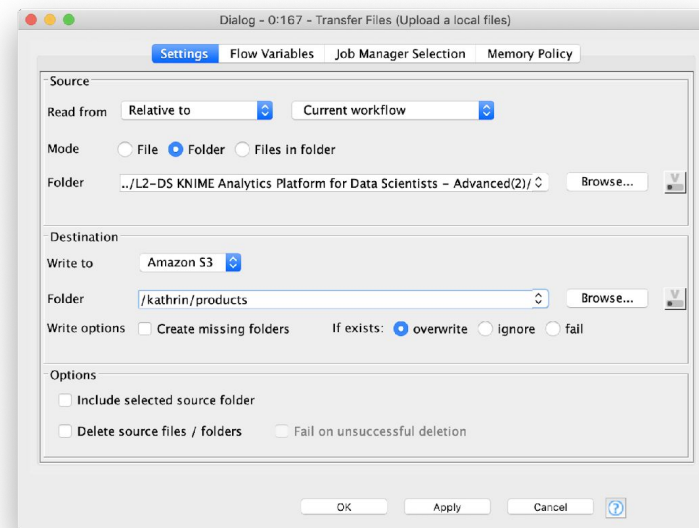 Dialog - 0:167 - Transfer Files (Upload a local files)
Settings Flow Variables Job Manager Selection Memory Policy
Source
Read from Relative to Current workflow
Mode File Folder Files in folder
Folder ../L2-DS KNIME Analytics Platform for Data Scientists - Advanced(2)/ Browse... V
Destination
Write to Amazon S3
Folder /kathrin/products Browse... V
Write options Create missing folders If exists: overwrite ignore fail
Options
Include selected source folder
Delete source files / folders Fail on unsuccessful deletion
OK Apply Cancel ?